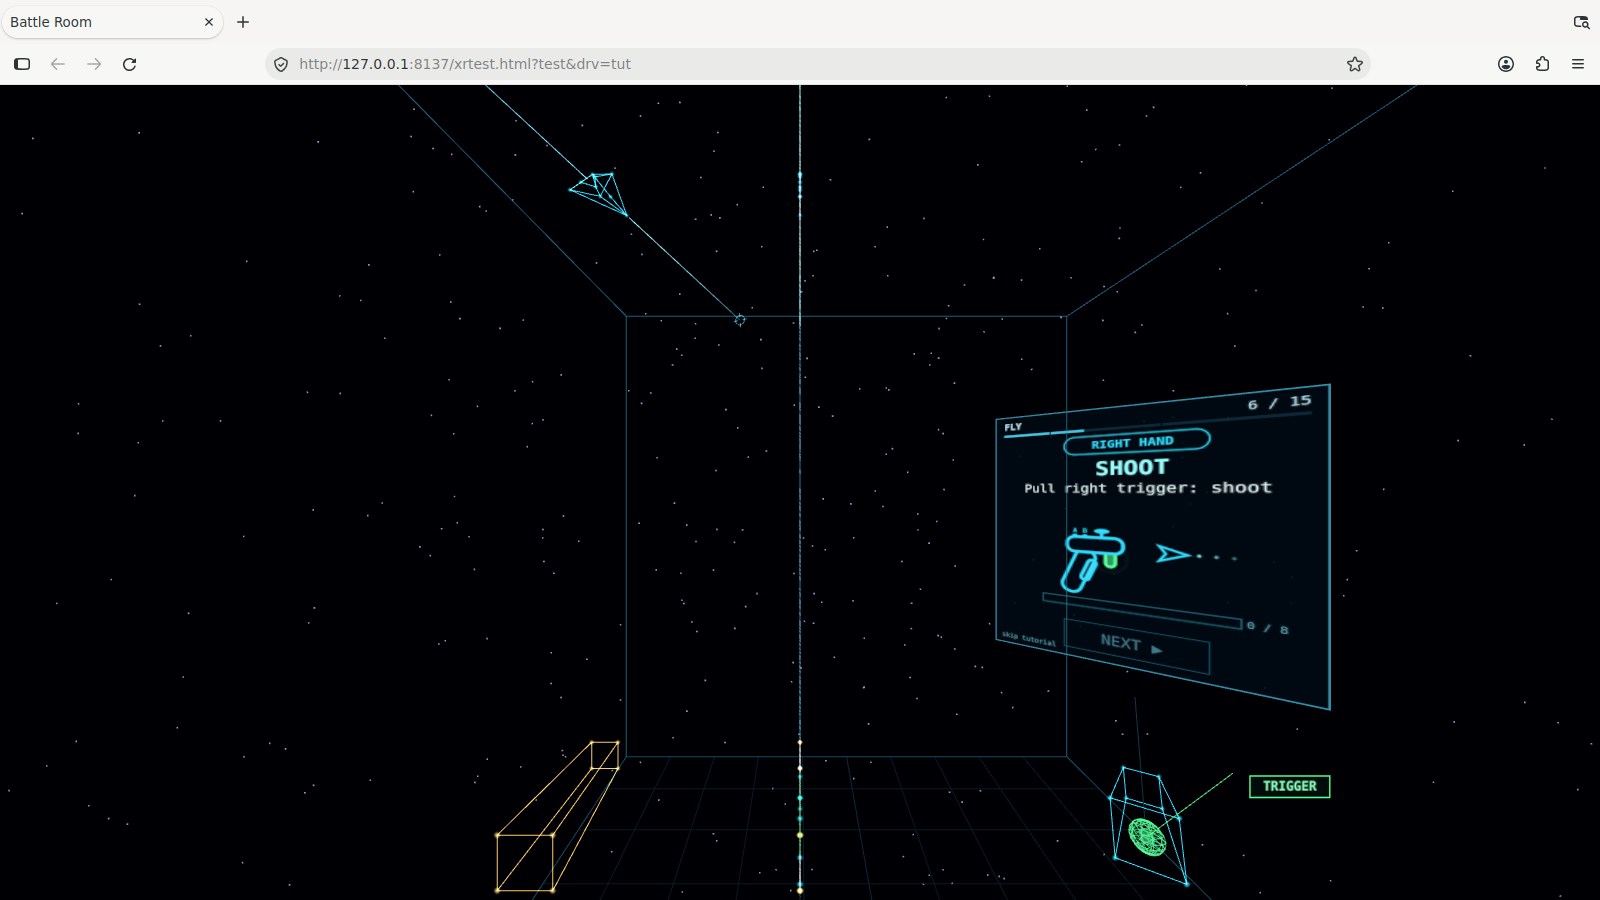 Battle Room
http://127.0.0.1:8137/xrtest.html?test&drv=tut
6 / 15
FLY
RIGHT HAND
SHOOT
Pull right trigger: shoot
A B
0 / 8
skip tutorial
NEXT ▶
TRIGGER